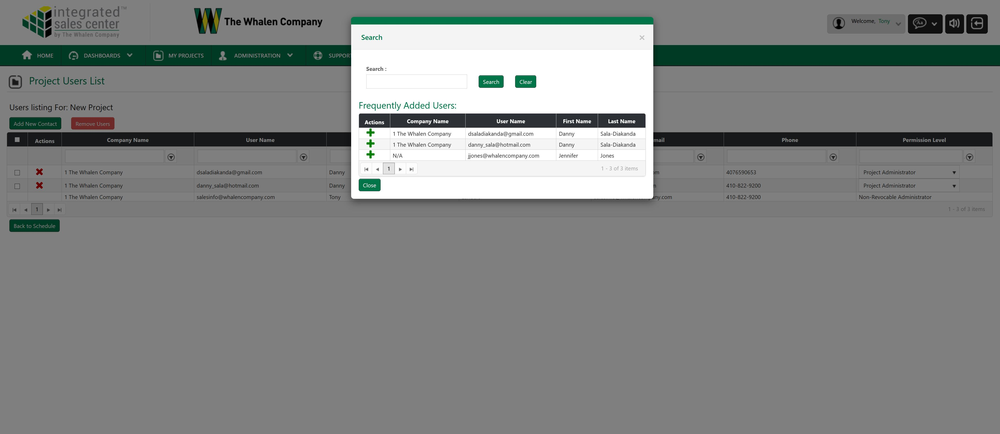 integrated™
sales center
by The Whalen Company
The Whalen Company
Welcome, Tony
Aa
HOME
DASHBOARDS
MY PROJECTS
ADMINISTRATION
SUPPORT
Project Users List
Users listing For: New Project
Add New Contact
Remove Users
Actions Company Name User Name mail Phone Permission Level
1 The Whalen Company dsaladiakanda@gmail.com Danny om 4076590653 Project Administrator
1 The Whalen Company danny_sala@hotmail.com Danny m 410-822-9200 Project Administrator
1 The Whalen Company salesinfo@whalencompany.com Tony salesinfo@whalencompany.com 410-822-9200 Non-Revocable Administrator
1
1 - 3 of 3 items
Back to Schedule
Search
×
Search :
Search
Clear
Frequently Added Users:
Actions Company Name User Name First Name Last Name
1 The Whalen Company dsaladiakanda@gmail.com Danny Sala-Diakanda
1 The Whalen Company danny_sala@hotmail.com Danny Sala-Diakanda
N/A jjones@whalencompany.com Jennifer Jones
1
1 - 3 of 3 items
Close